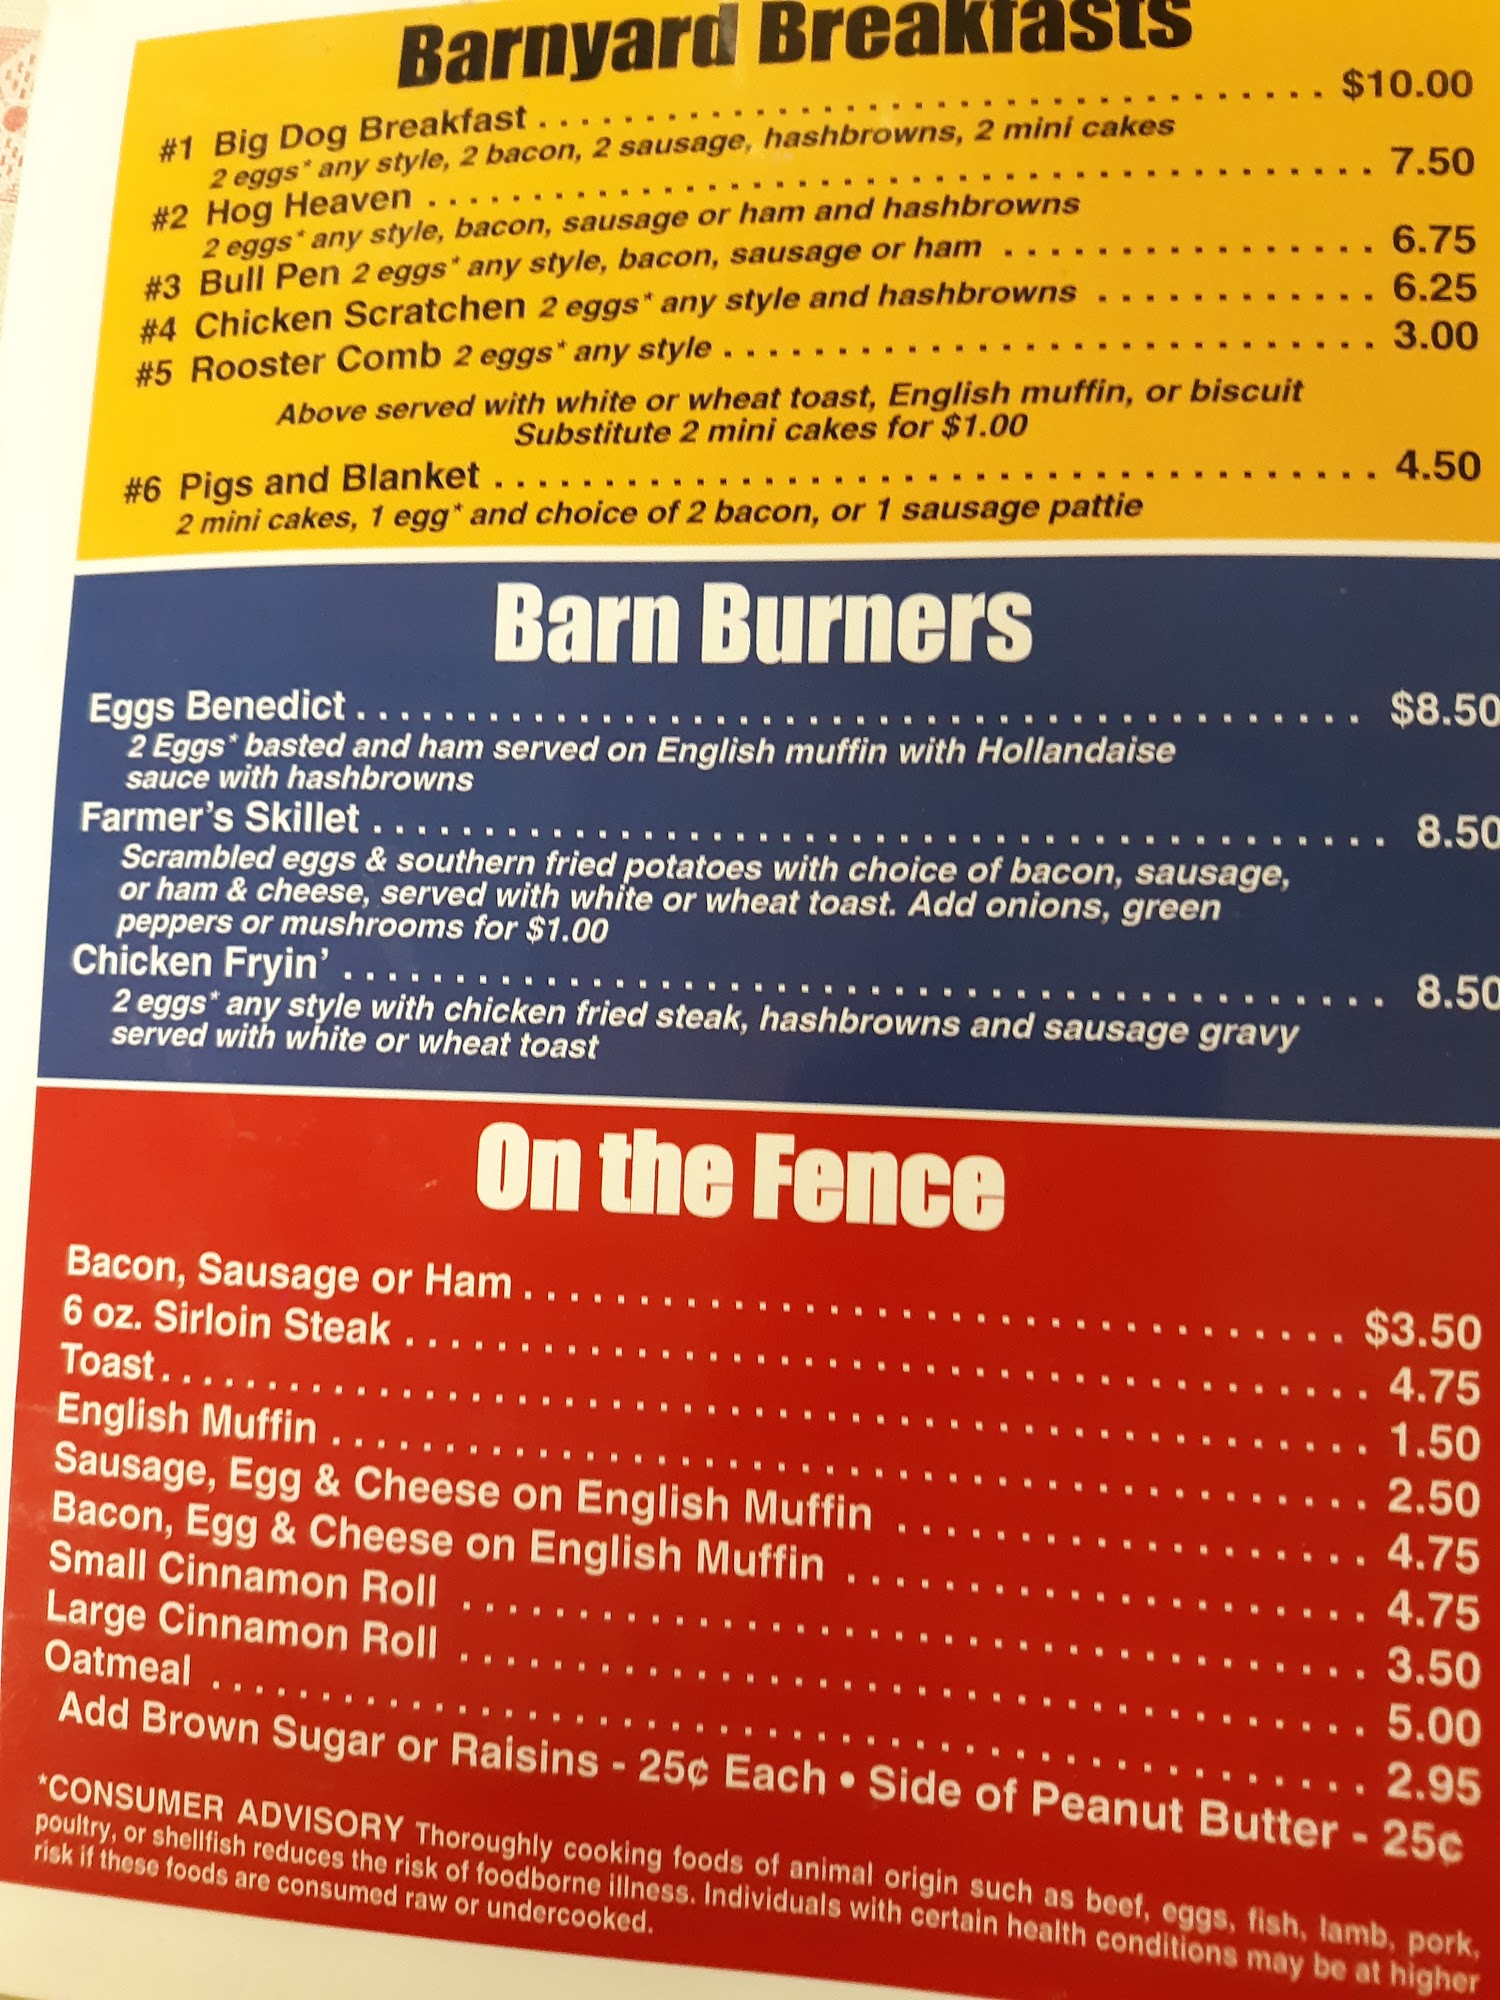 Barnyard Breakfasts
#1 Big Dog Breakfast . . . . . . . . . . . . . . . . . . . . $10.00
2 eggs* any style, 2 bacon, 2 sausage, hashbrowns, 2 mini cakes
#2 Hog Heaven . . . . . . . . . . . . . . . . . . . . 7.50
2 eggs* any style, bacon, sausage or ham and hashbrowns
#3 Bull Pen 2 eggs* any style, bacon, sausage or ham . . . . . . . . . . 6.75
#4 Chicken Scratchen 2 eggs* any style and hashbrowns . . . . . . . . . . 6.25
#5 Rooster Comb 2 eggs* any style . . . . . . . . . . . . . . . 3.00
Above served with white or wheat toast, English muffin, or biscuit
Substitute 2 mini cakes for $1.00
#6 Pigs and Blanket . . . . . . . . . . . . . . . . . . . . 4.50
2 mini cakes, 1 egg* and choice of 2 bacon, or 1 sausage pattie
Barn Burners
Eggs Benedict . . . . . . . . . . . . . . . . . . . . $8.50
2 Eggs* basted and ham served on English muffin with Hollandaise
sauce with hashbrowns
Farmer's Skillet . . . . . . . . . . . . . . . . . . . . 8.50
Scrambled eggs & southern fried potatoes with choice of bacon, sausage,
or ham & cheese, served with white or wheat toast. Add onions, green
peppers or mushrooms for $1.00
Chicken Fryin' . . . . . . . . . . . . . . . . . . . . 8.50
2 eggs* any style with chicken fried steak, hashbrowns and sausage gravy
served with white or wheat toast
On the Fence
Bacon, Sausage or Ham . . . . . . . . . . . . . . . . . . . . $3.50
6 oz. Sirloin Steak . . . . . . . . . . . . . . . . . . . . 4.75
Toast . . . . . . . . . . . . . . . . . . . . 1.50
English Muffin . . . . . . . . . . . . . . . . . . . . 2.50
Sausage, Egg & Cheese on English Muffin . . . . . . . . . . 4.75
Bacon, Egg & Cheese on English Muffin . . . . . . . . . . 4.75
Small Cinnamon Roll . . . . . . . . . . . . . . . . . . . . 3.50
Large Cinnamon Roll . . . . . . . . . . . . . . . . . . . . 5.00
Oatmeal . . . . . . . . . . . . . . . . . . . . 2.95
Add Brown Sugar or Raisins - 25¢ Each • Side of Peanut Butter - 25¢
*CONSUMER ADVISORY Thoroughly cooking foods of animal origin such as beef, eggs, fish, lamb, pork,
poultry, or shellfish reduces the risk of foodborne illness. Individuals with certain health conditions may be at higher
risk if these foods are consumed raw or undercooked.